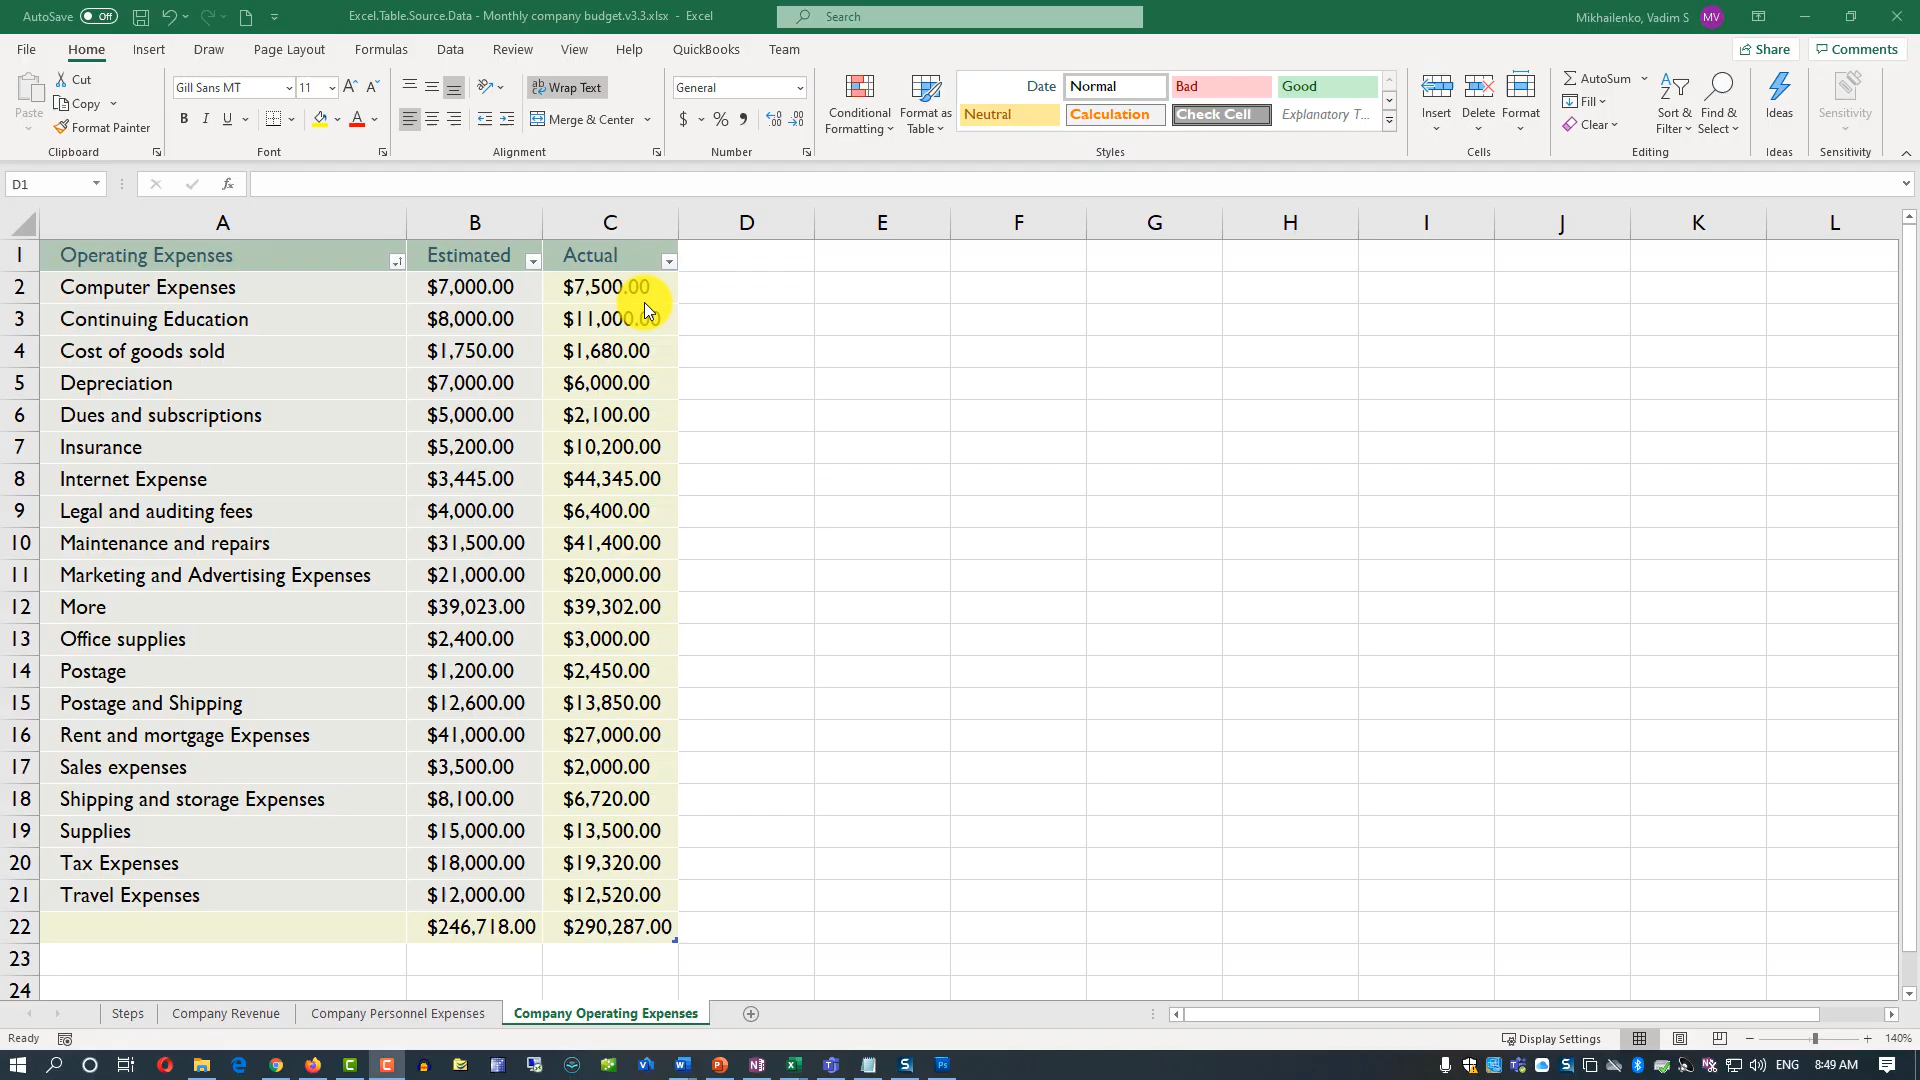 AutoSave Off Excel.Table.Source.Data - Monthly company budget.v3.3.xlsx - Excel Search Mikhailenko, Vadim S MV
File Home Insert Draw Page Layout Formulas Data Review View Help QuickBooks Team Share Comments
Paste Cut Copy Format Painter Clipboard
Gill Sans MT 11 A A B I U A Font
Wrap Text Merge & Center Alignment
General $ % Number
Conditional Formatting Format as Table
Date Normal Bad Good
Neutral Calculation Check Cell Explanatory T...
Styles
Insert Delete Format Cells
AutoSum Fill Clear Sort & Filter Find & Select Editing
Ideas Ideas
Sensitivity Sensitivity
D1 fx
A B C D E F G H I J K L
1 Operating Expenses Estimated Actual
2 Computer Expenses $7,000.00 $7,500.00
3 Continuing Education $8,000.00 $11,000.00
4 Cost of goods sold $1,750.00 $1,680.00
5 Depreciation $7,000.00 $6,000.00
6 Dues and subscriptions $5,000.00 $2,100.00
7 Insurance $5,200.00 $10,200.00
8 Internet Expense $3,445.00 $44,345.00
9 Legal and auditing fees $4,000.00 $6,400.00
10 Maintenance and repairs $31,500.00 $41,400.00
11 Marketing and Advertising Expenses $21,000.00 $20,000.00
12 More $39,023.00 $39,302.00
13 Office supplies $2,400.00 $3,000.00
14 Postage $1,200.00 $2,450.00
15 Postage and Shipping $12,600.00 $13,850.00
16 Rent and mortgage Expenses $41,000.00 $27,000.00
17 Sales expenses $3,500.00 $2,000.00
18 Shipping and storage Expenses $8,100.00 $6,720.00
19 Supplies $15,000.00 $13,500.00
20 Tax Expenses $18,000.00 $19,320.00
21 Travel Expenses $12,000.00 $12,520.00
22 $246,718.00 $290,287.00
23
24
Steps Company Revenue Company Personnel Expenses Company Operating Expenses
Ready Display Settings 140%
ENG 8:49 AM